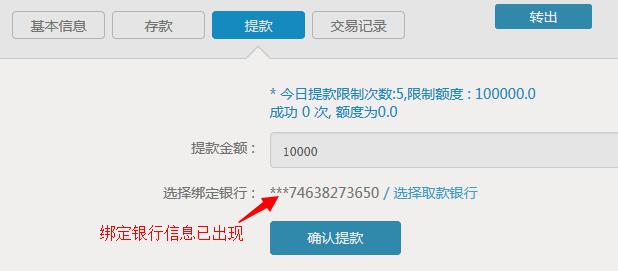 基本信息 存款 提款 交易记录 转出
* 今日提款限制次数:5,限制额度 : 100000.0
成功 0 次, 额度为0.0
提款金额 : 10000
选择绑定银行 : ***74638273650 / 选择取款银行
绑定银行信息已出现
确认提款